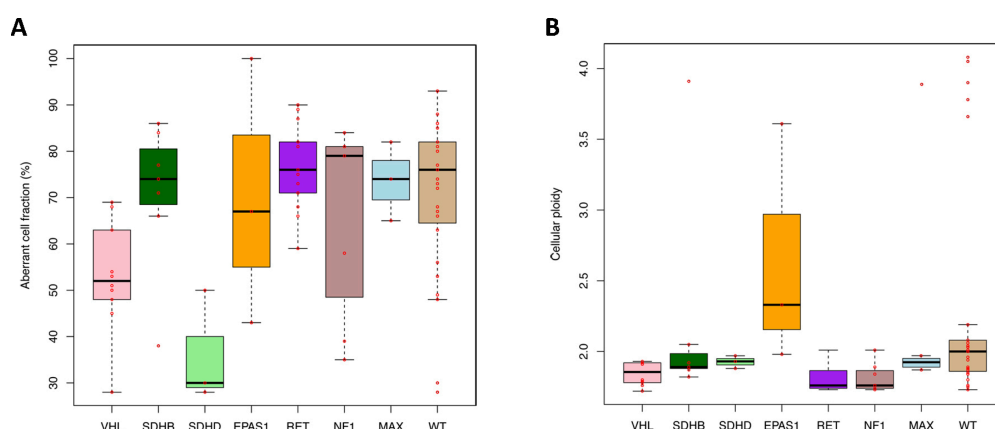 A
B
Aberrant cell fraction (%)
100
90
80
70
60
50
40
30
VHL SDHB SDHD EPAS1 RET NF1 MAX WT
Cellular ploidy
4.0
3.5
3.0
2.5
2.0
VHL SDHB SDHD EPAS1 RET NF1 MAX WT